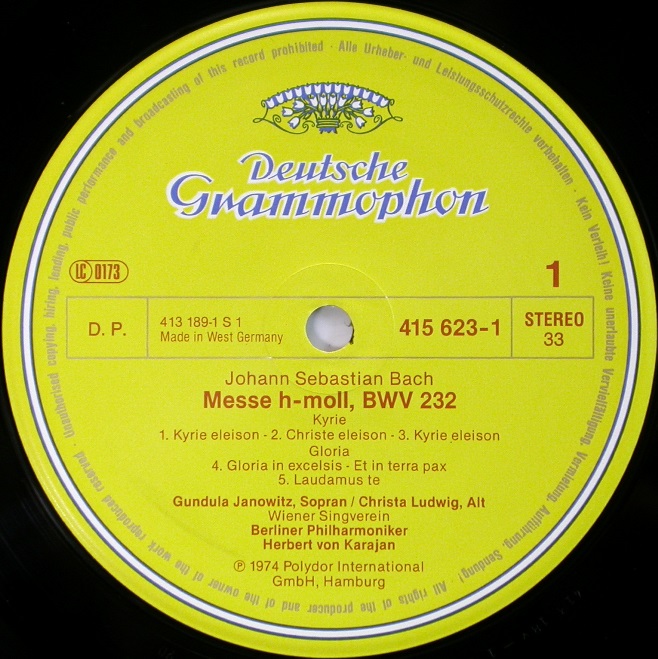 Unauthorised copying, hiring, lending, public performance and broadcasting of this record prohibited · Alle Urheber- und Leistungsschutzrechte vorbehalten · Kein Verleih! Keine unerlaubte Vervielfältigung, Vermietung, Aufführung, Sendung! · All rights of the producer and of the owner of the work reproduced reserved ·
Deutsche
Grammophon
LC 0173
1
D. P.
413 189-1 S 1
Made in West Germany
415 623-1
STEREO
33
Johann Sebastian Bach
Messe h-moll, BWV 232
Kyrie
1. Kyrie eleison - 2. Christe eleison - 3. Kyrie eleison
Gloria
4. Gloria in excelsis - Et in terra pax
5. Laudamus te
Gundula Janowitz, Sopran / Christa Ludwig, Alt
Wiener Singverein
Berliner Philharmoniker
Herbert von Karajan
℗ 1974 Polydor International
GmbH, Hamburg